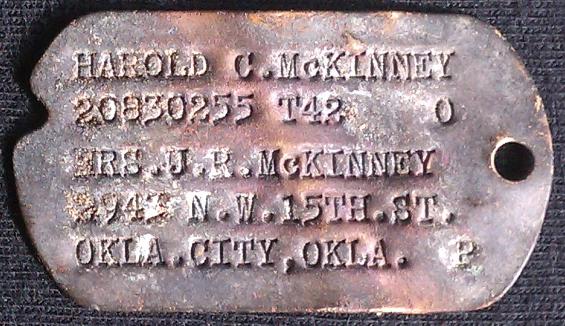 HAROLD C.McKINNEY
20830255 T42 O
MRS.J.R.McKINNEY
N.W.15TH.ST.
OKLA.CITY,OKLA. P